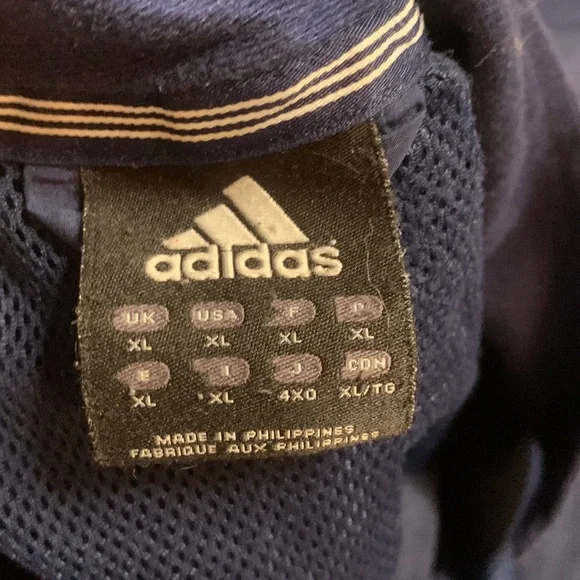 adidas
UK USA F D
XL XL XL XL
E I J CDN
XL XL 4XO XL/TG
MADE IN PHILIPPINES
FABRIQUE AUX PHILIPPINES